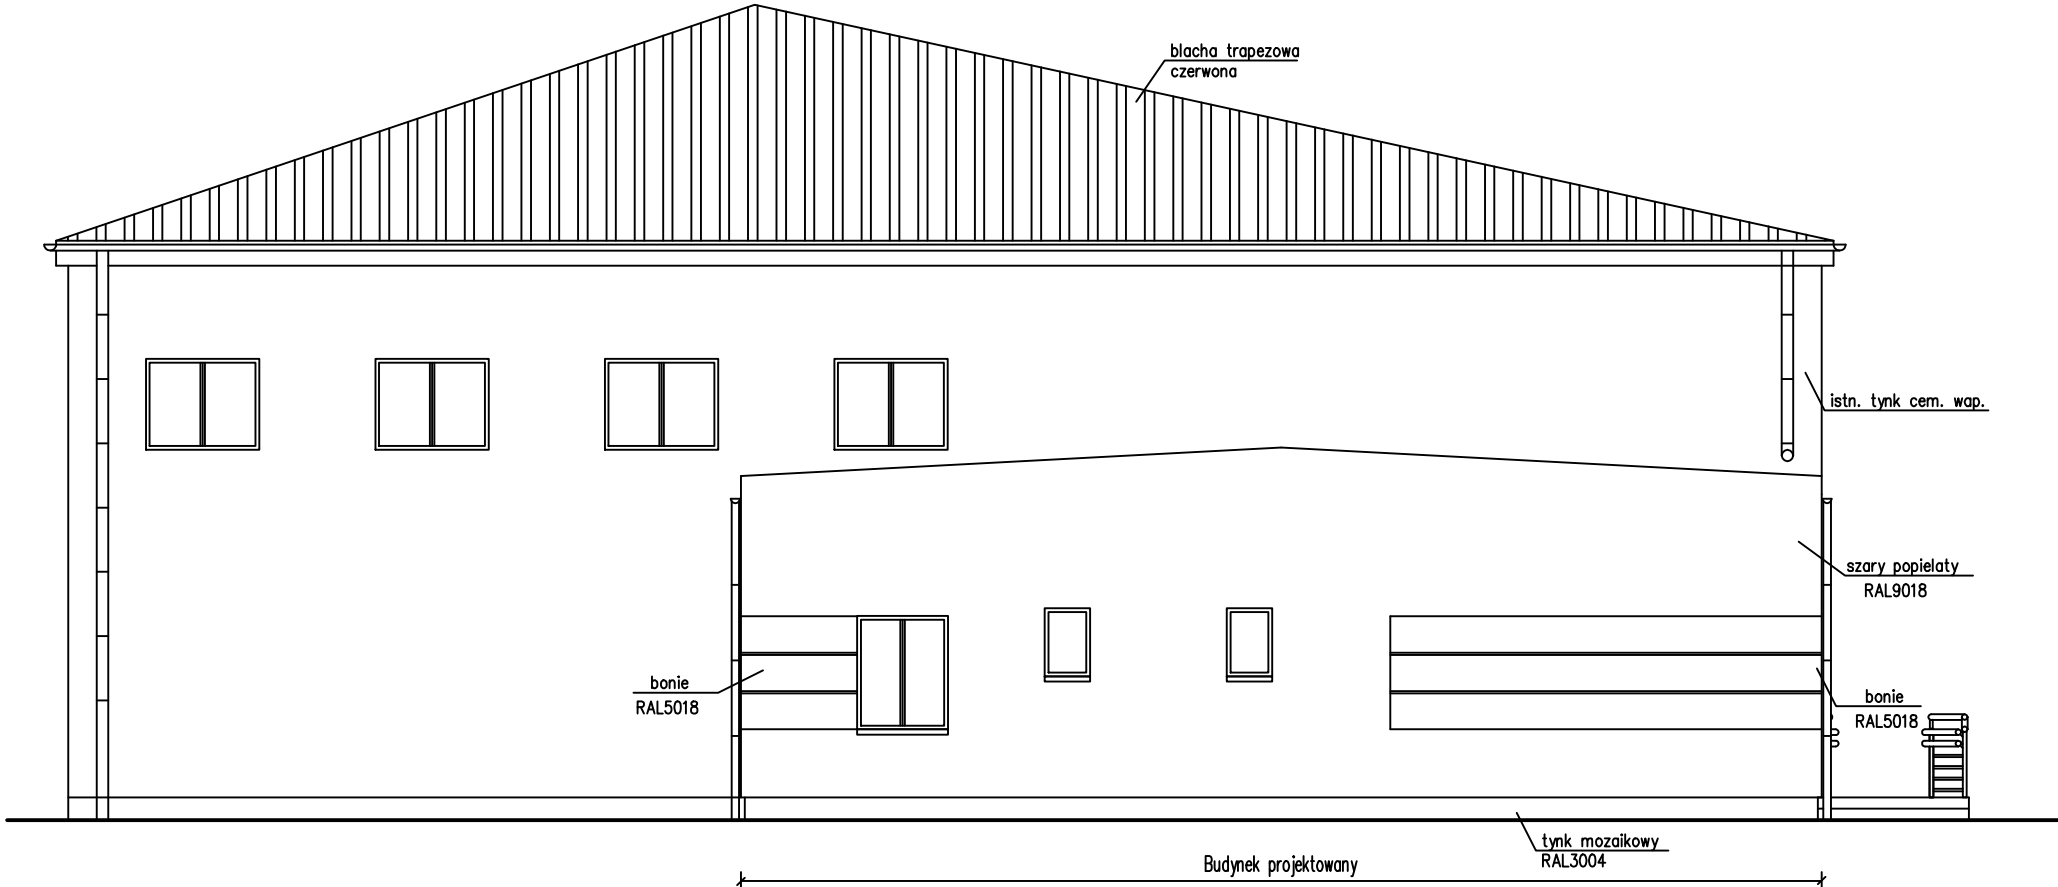 blacha trapezowa
czerwona
istn. tynk cem. wap.
szary popielaty
RAL9018
bonie
RAL5018
bonie
RAL5018
tynk mozaikowy
RAL3004
Budynek projektowany